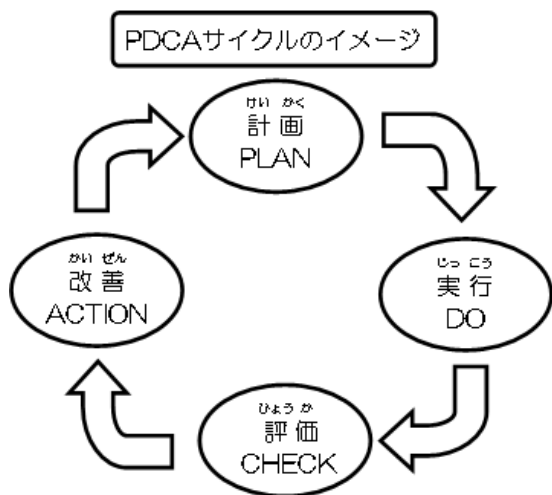 PDCAサイクルのイメージ
けい かく
計画
PLAN
じっ こう
実行
DO
ひょう か
評価
CHECK
かい ぜん
改善
ACTION